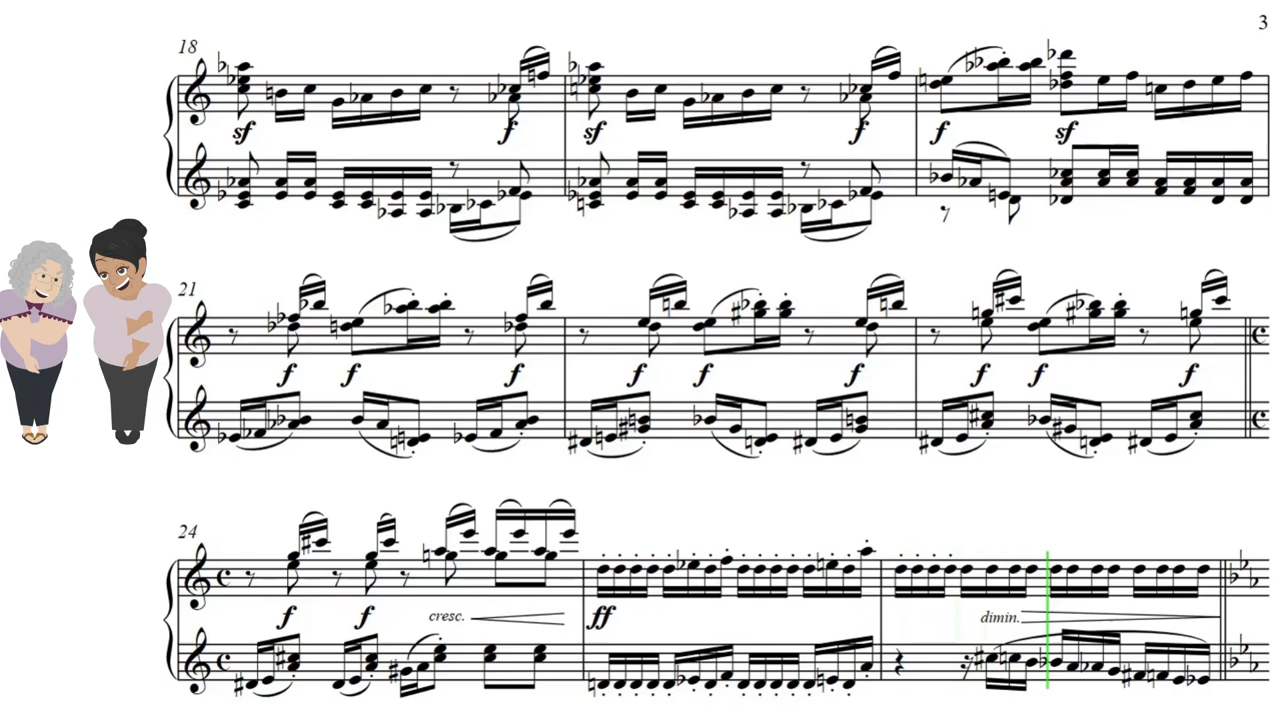 3
18
sf f sf f f sf
21
f f f f f f f f f
24
f f cresc. ff dimin.